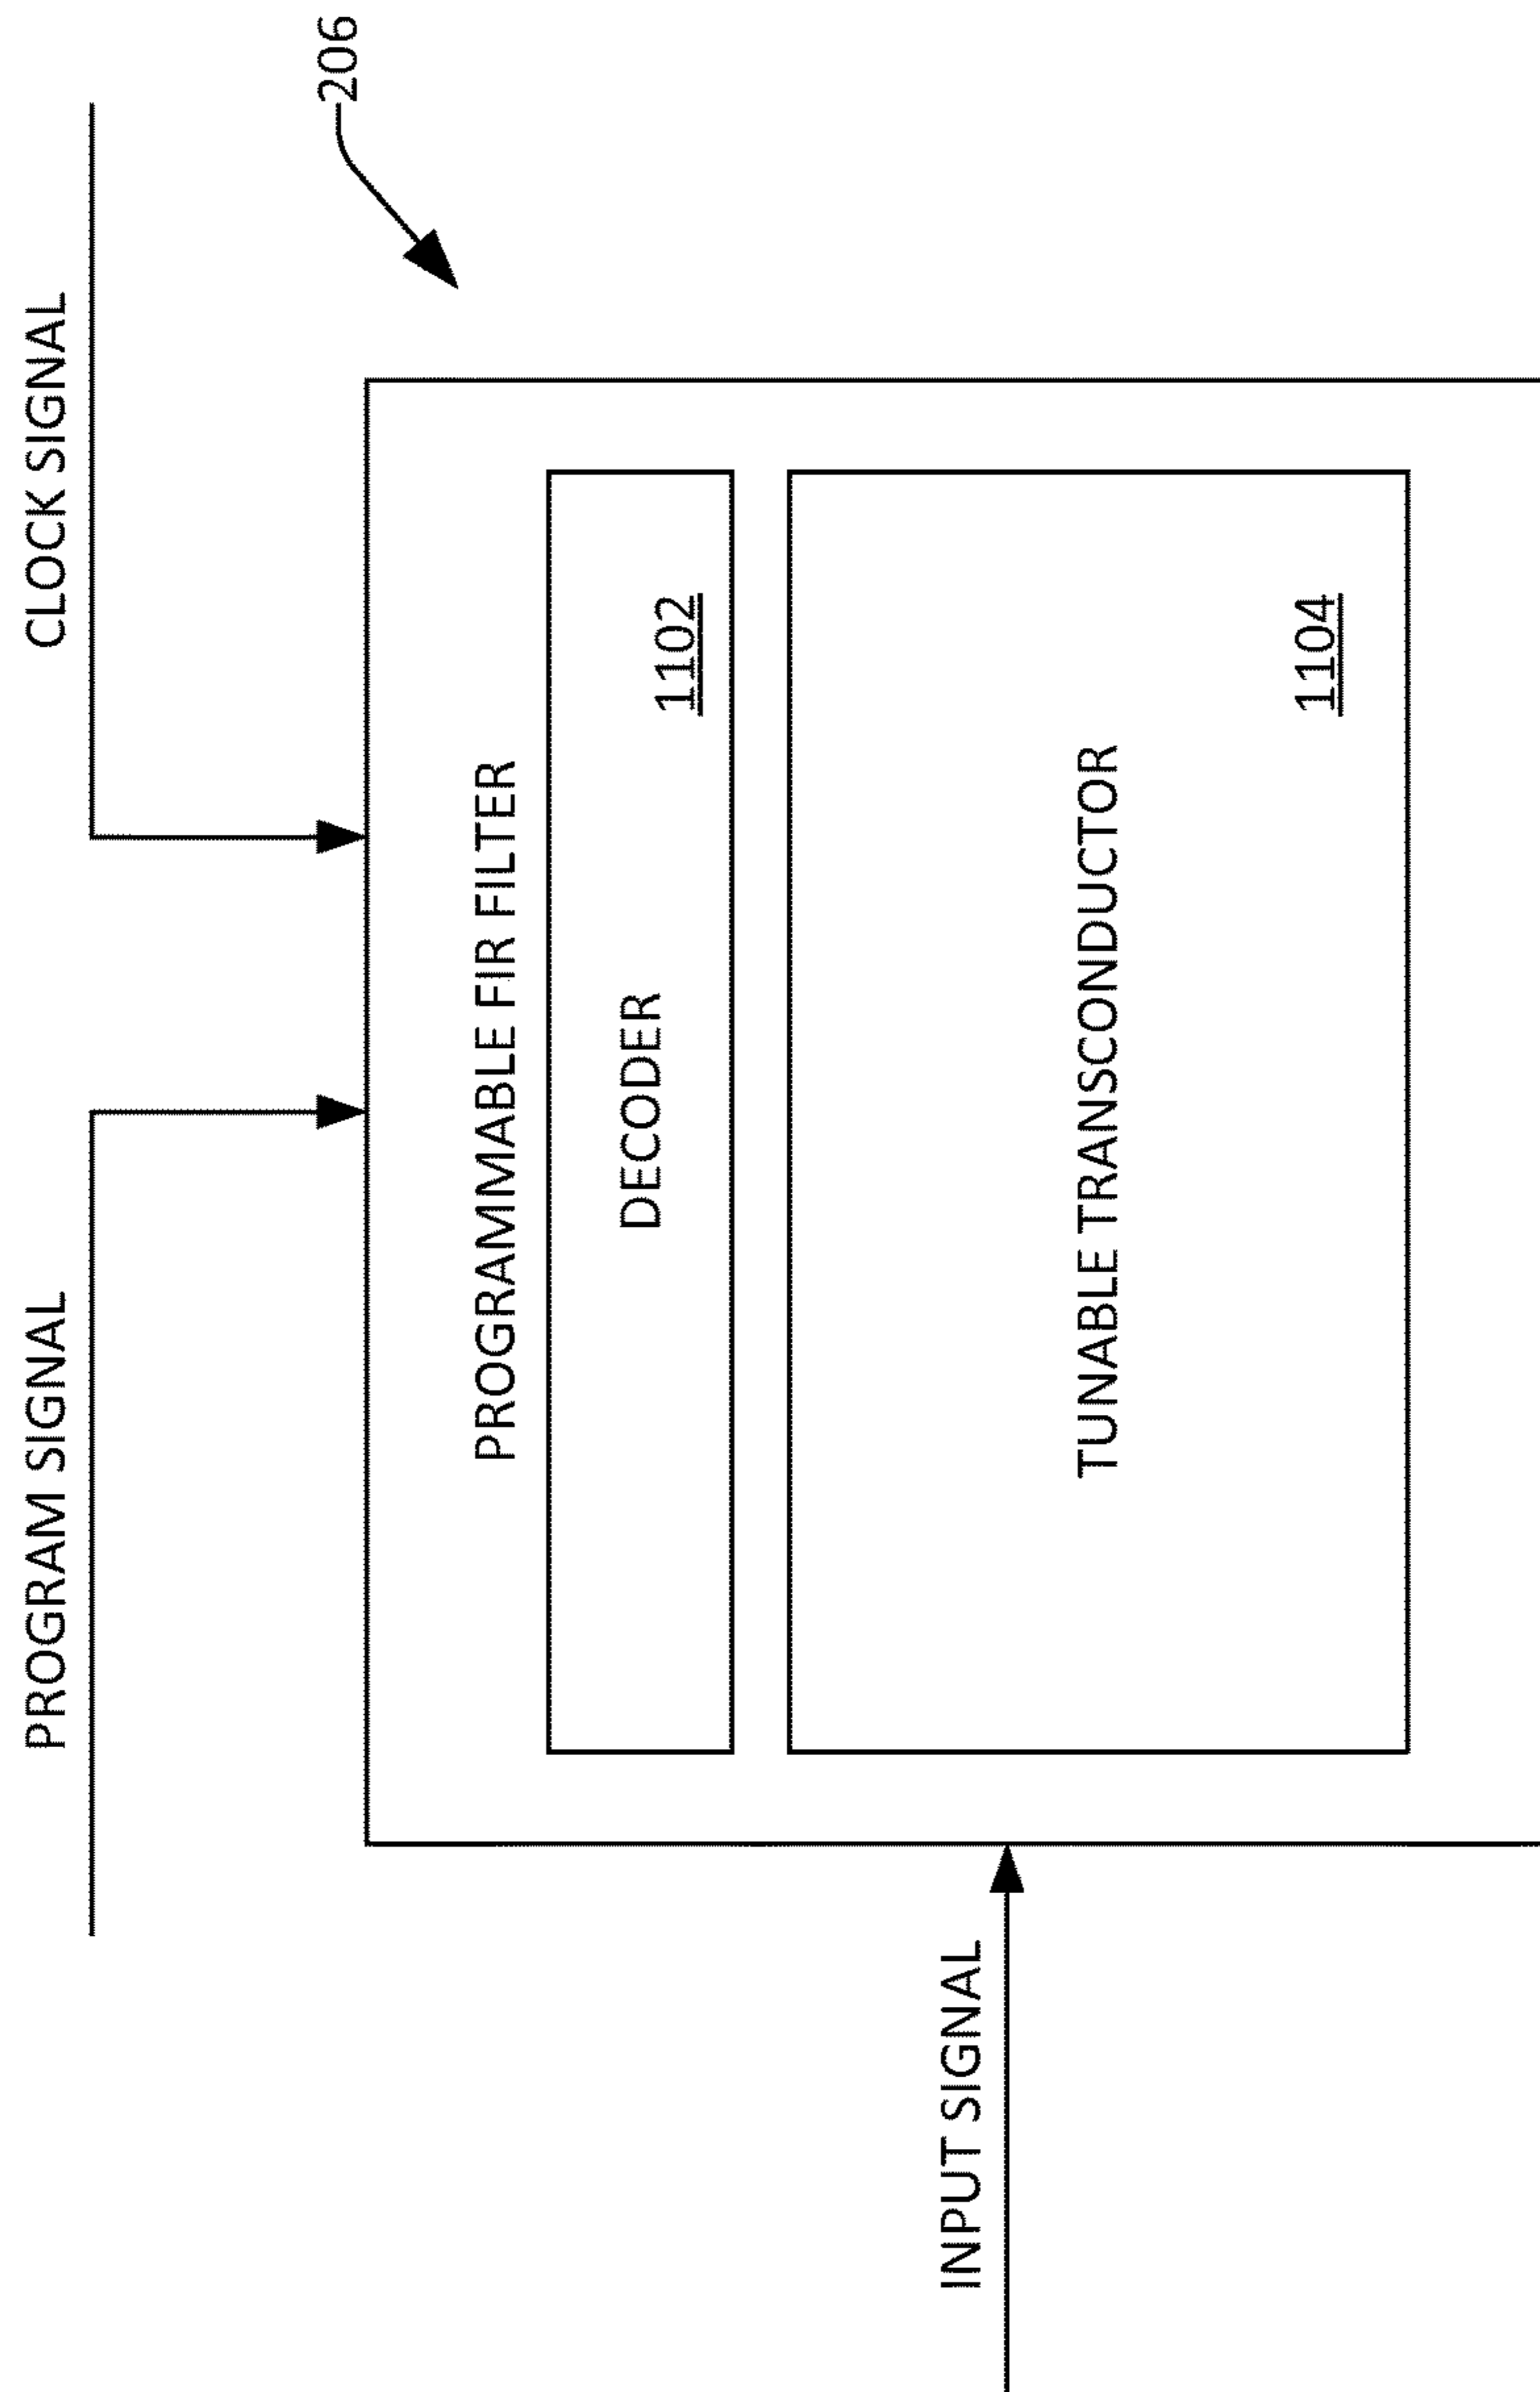 PROGRAM SIGNAL
CLOCK SIGNAL
206
PROGRAMMABLE FIR FILTER
DECODER
1102
INPUT SIGNAL
TUNABLE TRANSCONDUCTOR
1104